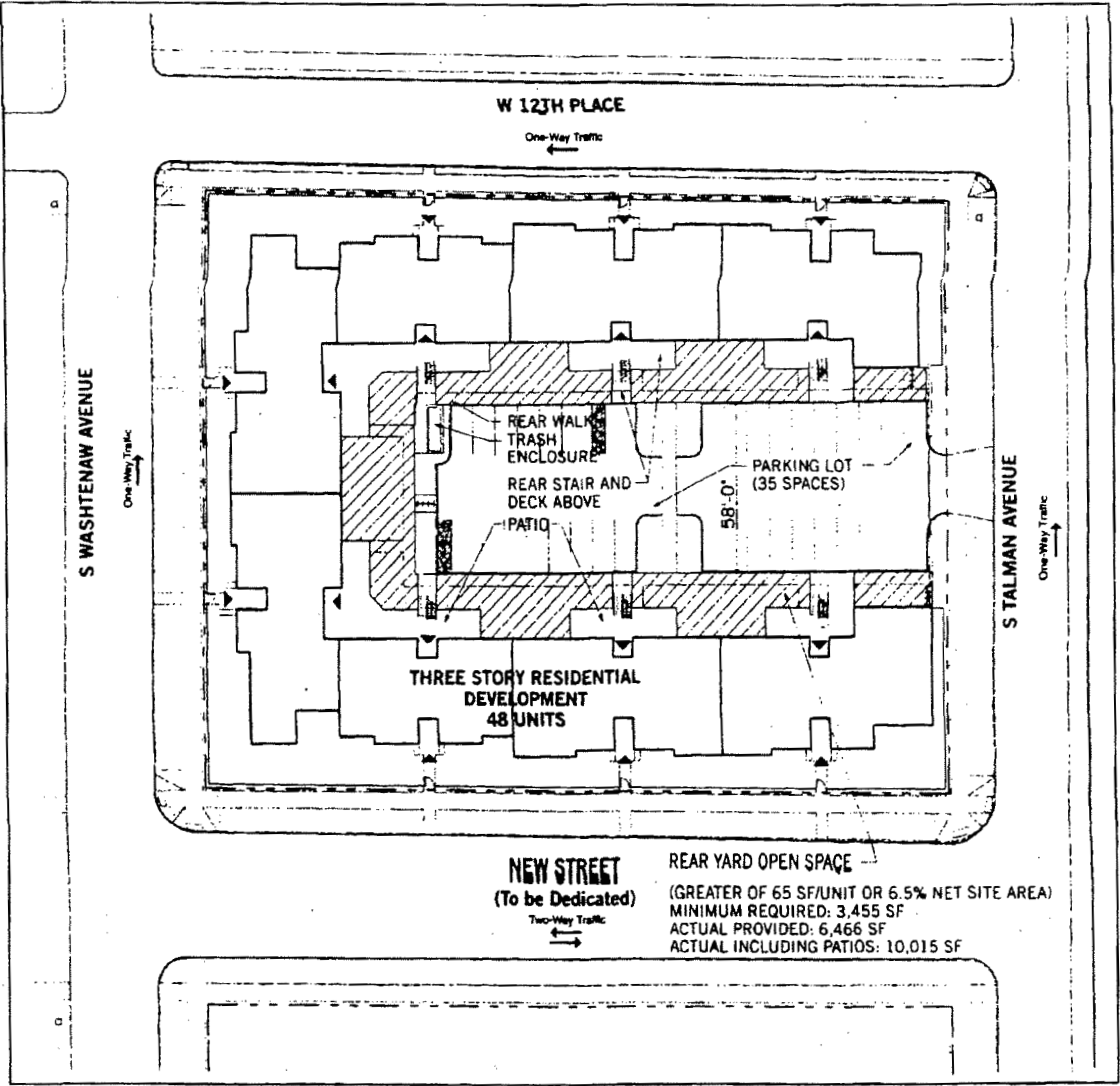 W 12TH PLACE
One-Way Traffic
S WASHTENAW AVENUE
One-Way Traffic
REAR WALK
TRASH
ENCLOSURE
REAR STAIR AND
DECK ABOVE
PATIO
PARKING LOT
(35 SPACES)
58'-0"
S TALMAN AVENUE
One-Way Traffic
THREE STORY RESIDENTIAL
DEVELOPMENT
48 UNITS
NEW STREET
(To be Dedicated)
Two-Way Traffic
REAR YARD OPEN SPACE
(GREATER OF 65 SF/UNIT OR 6.5% NET SITE AREA)
MINIMUM REQUIRED: 3,455 SF
ACTUAL PROVIDED: 6,466 SF
ACTUAL INCLUDING PATIOS: 10,015 SF